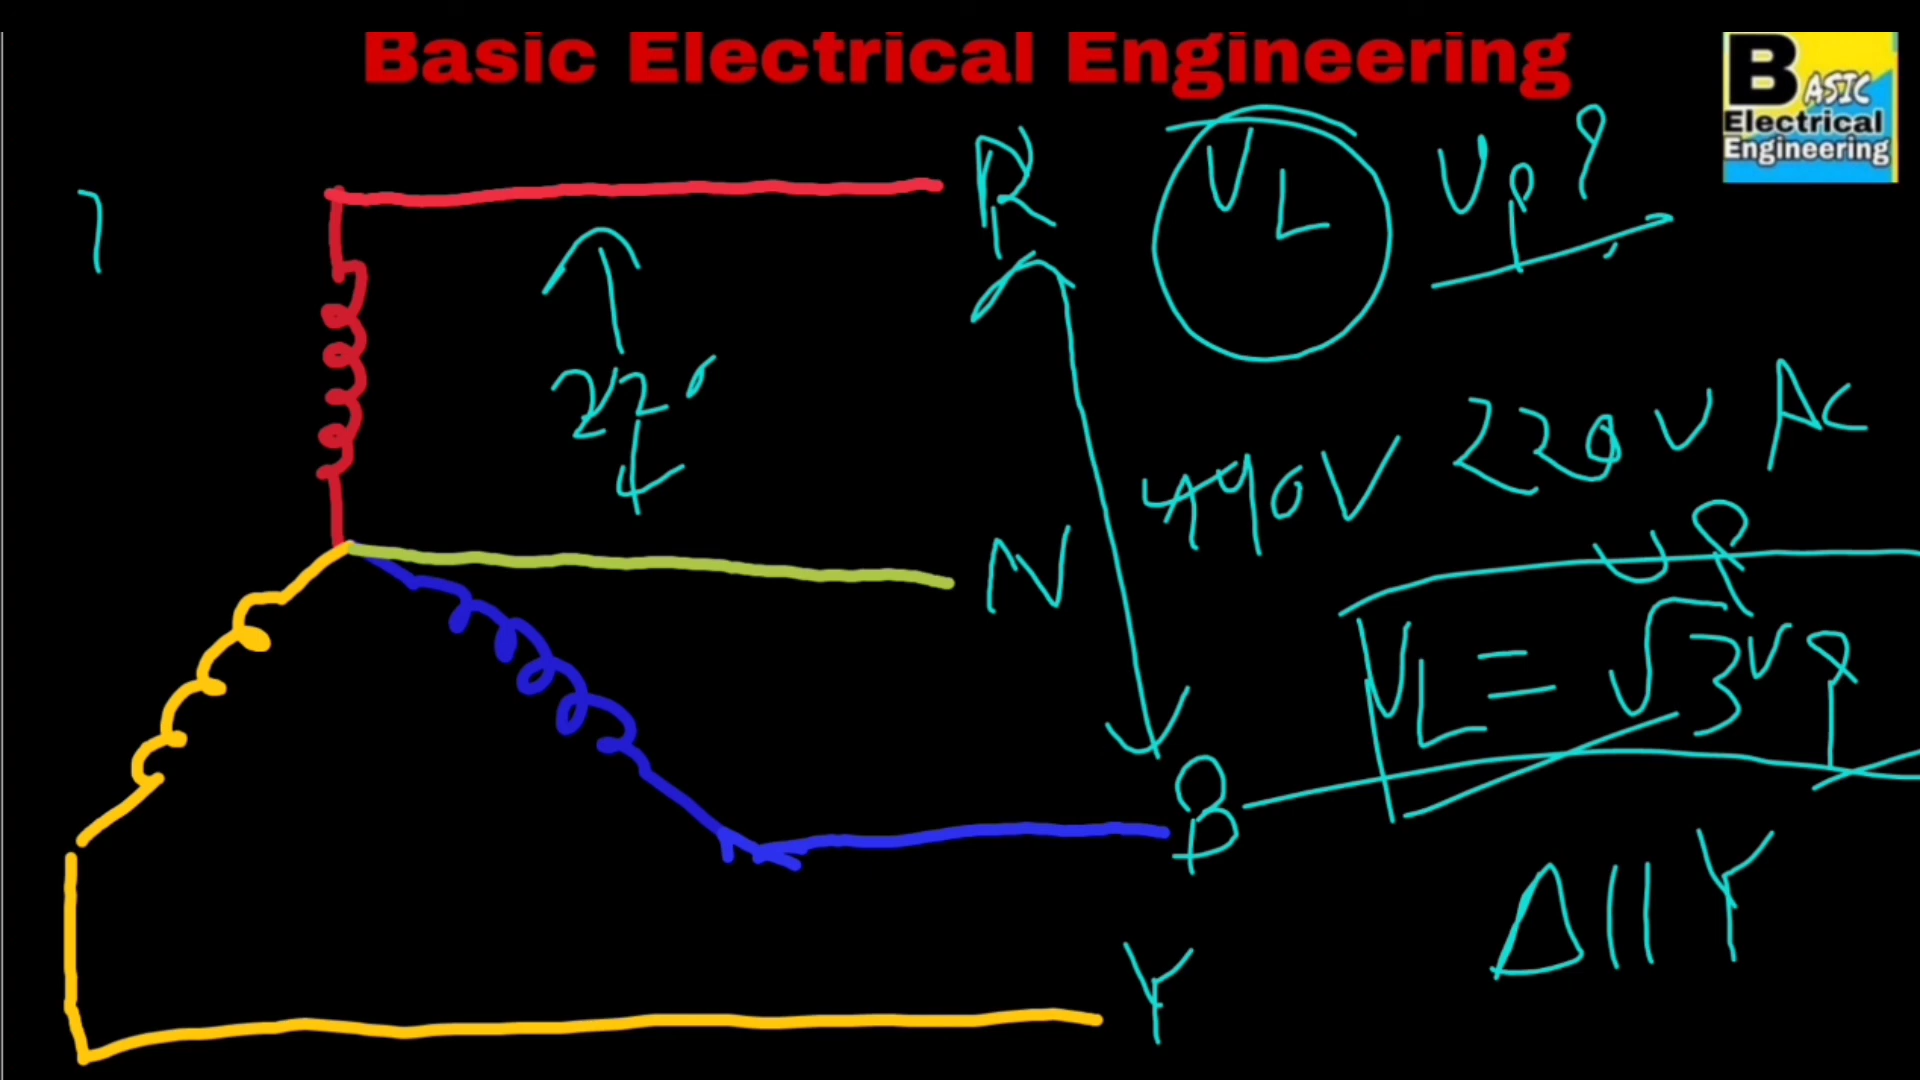 Basic Electrical Engineering
BASIC
Electrical
Engineering
R
VL
VP?
220
440V
220V AC
N
VP
VL = √3VP
B
Δ || Y
Y